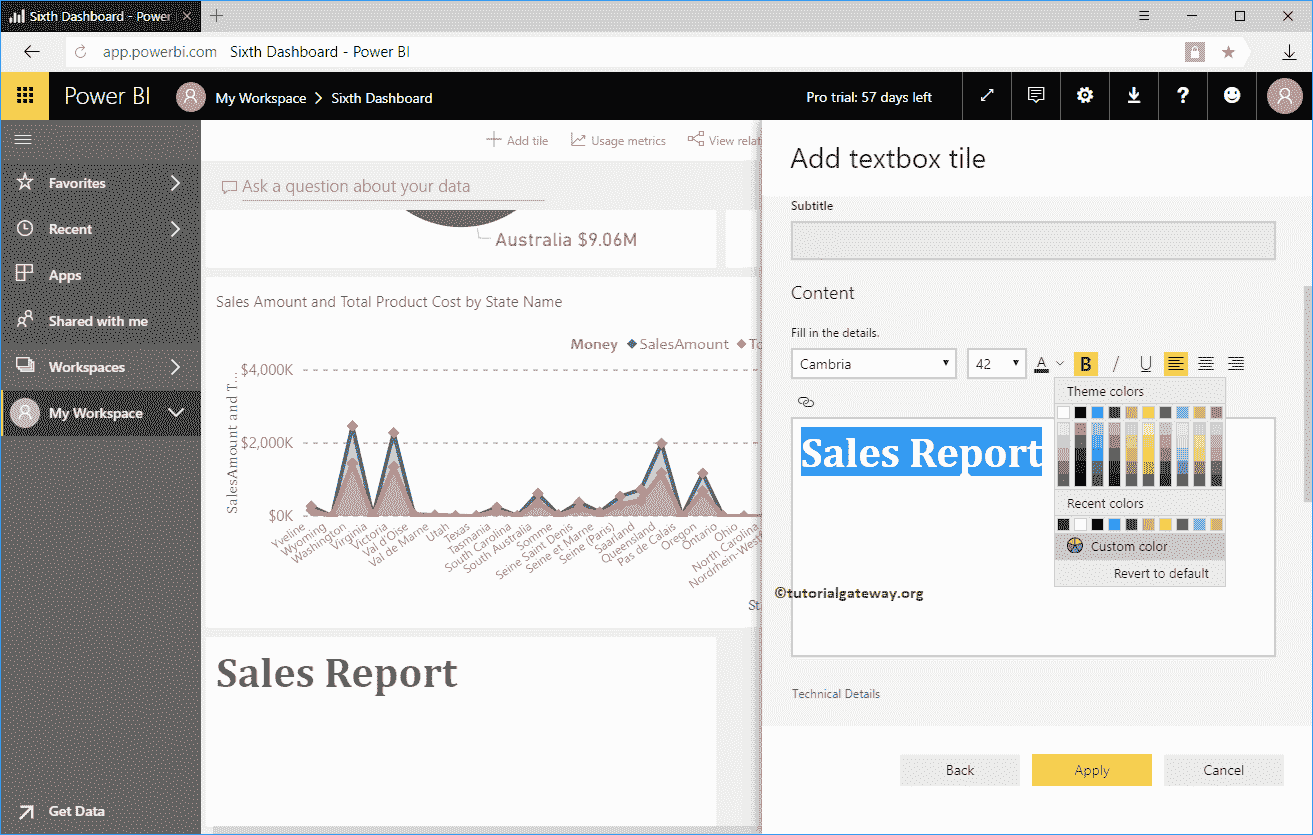 Sixth Dashboard - Power
app.powerbi.com Sixth Dashboard - Power BI
Power BI
My Workspace > Sixth Dashboard
Pro trial: 57 days left
?
Favorites
Recent
Apps
Shared with me
Workspaces
My Workspace
Get Data
Add tile
Usage metrics
View relat
Ask a question about your data
Australia $9.06M
Sales Amount and Total Product Cost by State Name
Money SalesAmount To
SalesAmount and T...
$4,000K
$2,000K
$0K
Yveline
Wyoming
Washington
Virginia
Victoria
Val d'Oise
Val de Marne
Utah
Texas
Tasmania
South Carolina
South Australia
Somme
Seine Saint Denis
Seine et Marne
Seine (Paris)
Saarland
Queensland
Pas de Calais
Oregon
Ontario
Ohio
North Carolina
Nordrhein-Westf
St
Sales Report
Add textbox tile
Subtitle
Content
Fill in the details.
Cambria
42
A
B
I
U
Theme colors
Sales Report
Recent colors
Custom color
Revert to default
©tutorialgateway.org
Technical Details
Back
Apply
Cancel